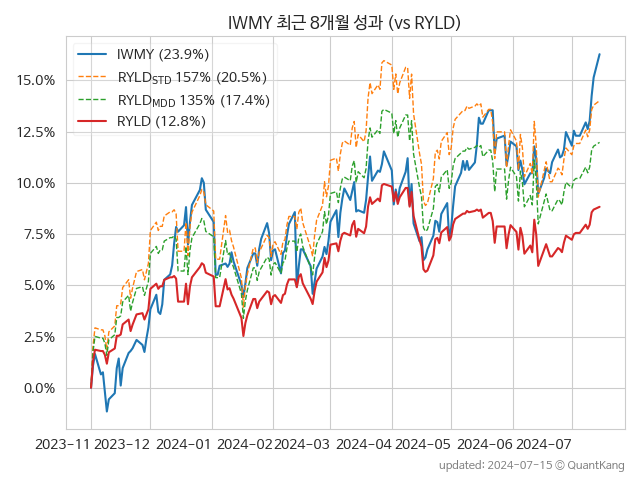 IWMY 최근 8개월 성과 (vs RYLD)
IWMY (23.9%)
RYLD_STD 157% (20.5%)
RYLD_MDD 135% (17.4%)
RYLD (12.8%)
15.0%
12.5%
10.0%
7.5%
5.0%
2.5%
0.0%
2023-11 2023-12 2024-01 2024-02 2024-03 2024-04 2024-05 2024-06 2024-07
updated: 2024-07-15 © QuantKang